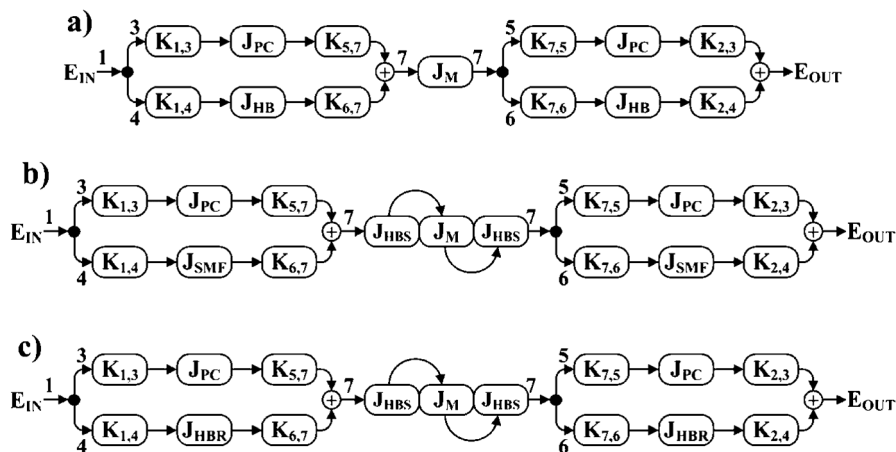 a)
3 5
1 K1,3 JPC K5,7 7 7 K7,5 JPC K2,3
EIN JM EOUT
K1,4 JHB K6,7 K7,6 JHB K2,4
4 6
b)
3 5
1 K1,3 JPC K5,7 7 7 K7,5 JPC K2,3
EIN JHBS JM JHBS EOUT
K1,4 JSMF K6,7 K7,6 JSMF K2,4
4 6
c)
3 5
1 K1,3 JPC K5,7 7 7 K7,5 JPC K2,3
EIN JHBS JM JHBS EOUT
K1,4 JHBR K6,7 K7,6 JHBR K2,4
4 6